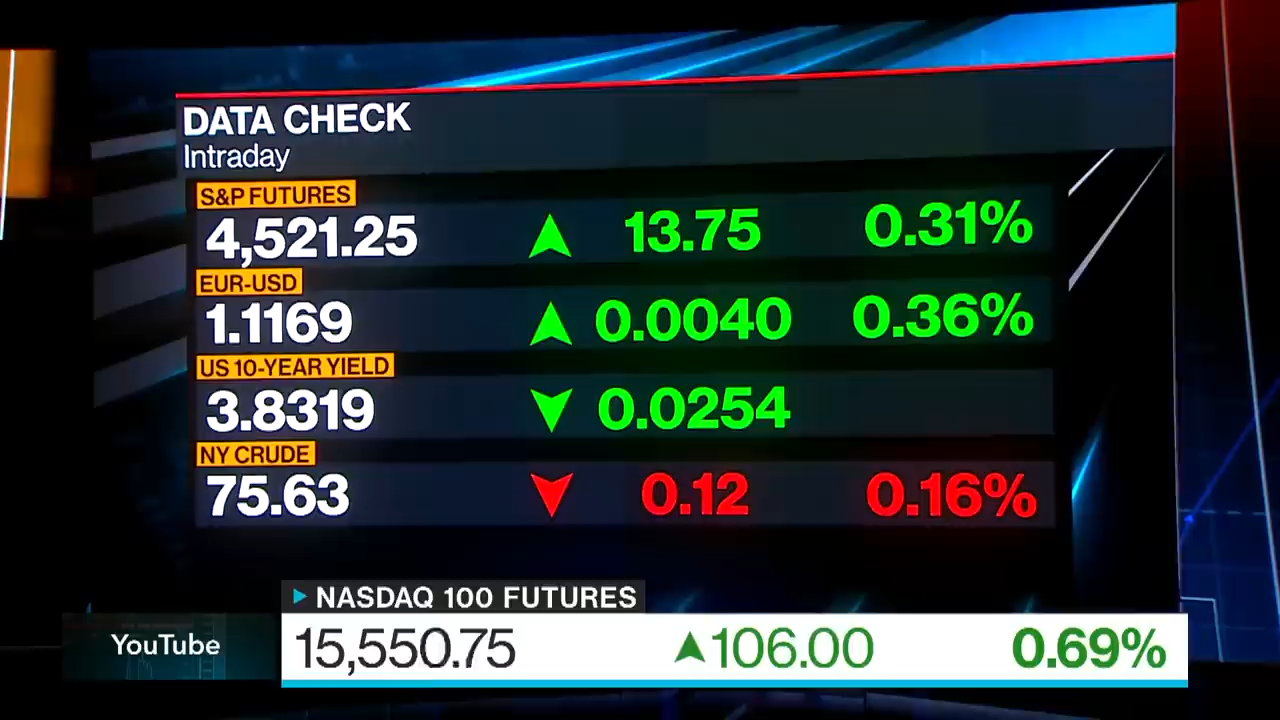 DATA CHECK
Intraday
S&P FUTURES
4,521.25 ▲ 13.75 0.31%
EUR-USD
1.1169 ▲ 0.0040 0.36%
US 10-YEAR YIELD
3.8319 ▼ 0.0254
NY CRUDE
75.63 ▼ 0.12 0.16%
NASDAQ 100 FUTURES
YouTube 15,550.75 ▲106.00 0.69%